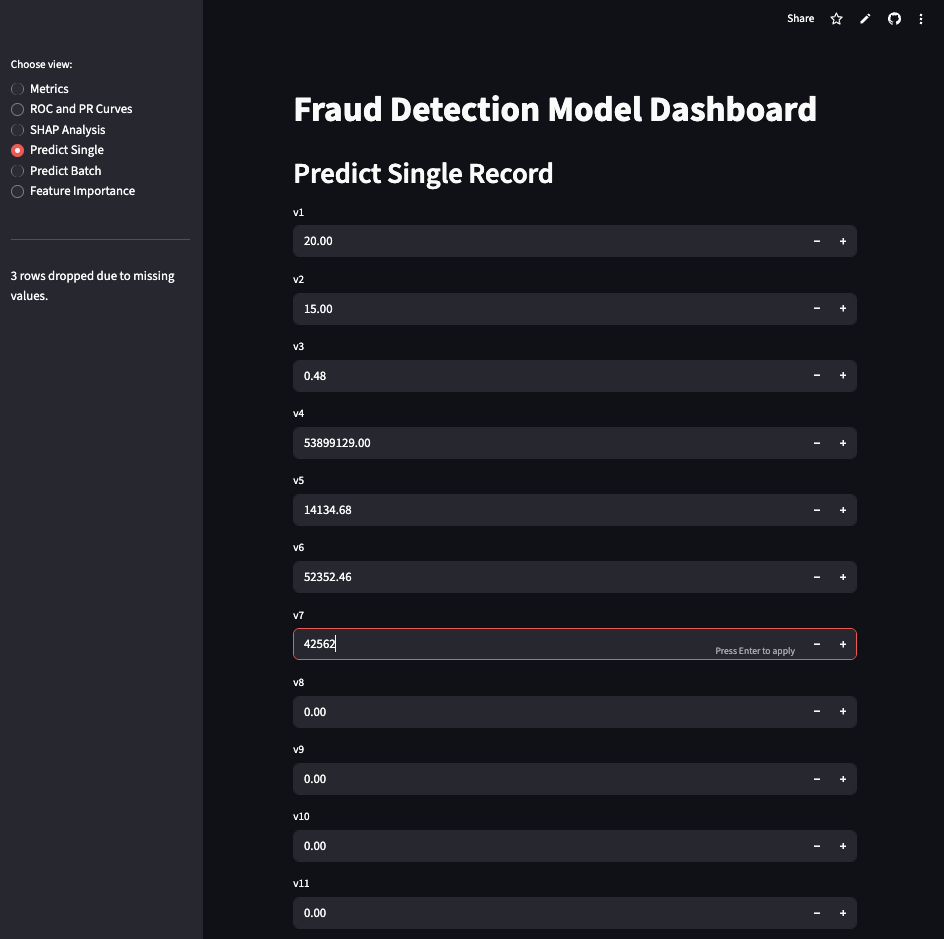 Share
Choose view:
Metrics
ROC and PR Curves
SHAP Analysis
Predict Single
Predict Batch
Feature Importance
3 rows dropped due to missing
values.
Fraud Detection Model Dashboard
Predict Single Record
v1
20.00
v2
15.00
v3
0.48
v4
53899129.00
v5
14134.68
v6
52352.46
v7
42562
Press Enter to apply
v8
0.00
v9
0.00
v10
0.00
v11
0.00